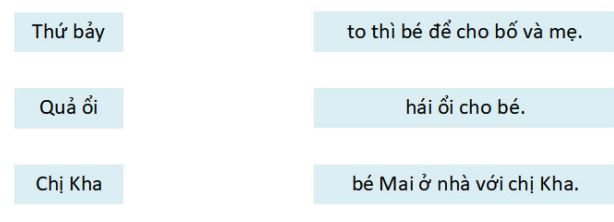 Thứ bảy
to thì bé để cho bố và mẹ.
Quả ổi
hái ổi cho bé.
Chị Kha
bé Mai ở nhà với chị Kha.